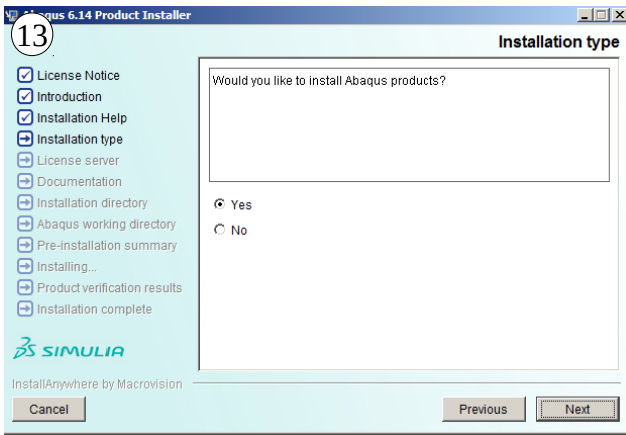 Abaqus 6.14 Product Installer
13
Installation type
License Notice
Introduction
Installation Help
Installation type
License server
Documentation
Installation directory
Abaqus working directory
Pre-installation summary
Installing...
Product verification results
Installation complete
Would you like to install Abaqus products?
Yes
No
SIMULIA
InstallAnywhere by Macrovision
Cancel
Previous
Next